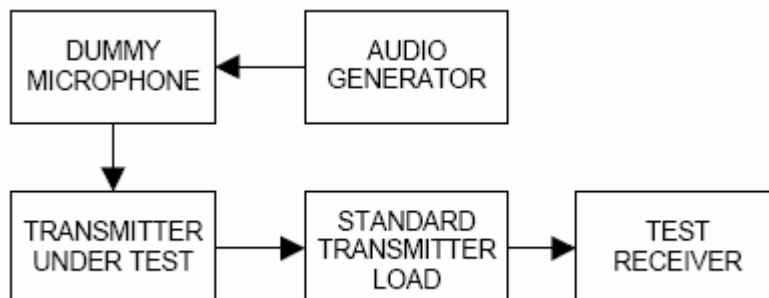 DUMMY
MICROPHONE
AUDIO
GENERATOR
TRANSMITTER
UNDER TEST
STANDARD
TRANSMITTER
LOAD
TEST
RECEIVER